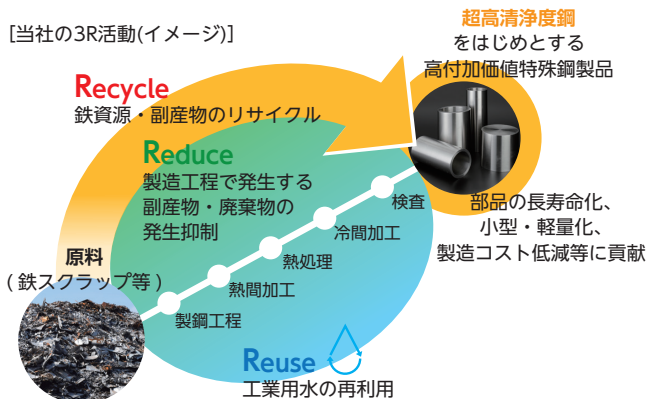 [当社の3R活動(イメージ)]
超高清浄度鋼
をはじめとする
高付加価値特殊鋼製品
Recycle
鉄資源・副産物のリサイクル
Reduce
製造工程で発生する
副産物・廃棄物の
発生抑制
検査
冷間加工
熱処理
熱間加工
製鋼工程
部品の長寿命化、
小型・軽量化、
製造コスト低減等に貢献
原料
(鉄スクラップ等)
Reuse
工業用水の再利用